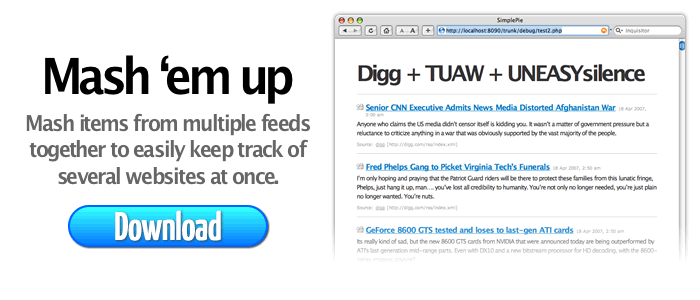 Mash ‘em up
Mash items from multiple feeds
together to easily keep track of
several websites at once.
Download
SimplePie
A A
http://localhost:8090/trunk/debug/test2.php
Inquisitor
Digg + TUAW + UNEASYsilence
Senior CNN Executive Admits News Media Distorted Afghanistan War 18 Apr 2007,
3:00 am
Anyone who claims the US media didn't censor itself is kidding you. It wasn't a matter of government pressure but a
reluctance to criticize anything in a war that was obviously supported by the vast majority of the people.
Source: digg [http://digg.com/rss/index.xml]
Fred Phelps Gang to Picket Virginia Tech's Funerals 18 Apr 2007, 2:50 am
I'm only hoping and praying that the Patriot Guard riders will be there to protect these families from this lunatic fringe,
Phelps, just hang it up, man.... you've lost all credibility to humanity. You're not only no longer needed, you're just plain
no longer wanted. You're nuts.
Source: digg [http://digg.com/rss/index.xml]
GeForce 8600 GTS tested and loses to last-gen ATI cards 18 Apr 2007, 2:50 am
Its really kind of sad, but the new 8600 GTS cards from NVIDIA that were announced today are being outperformed by
ATI's last generation mid-range parts. Even with DX10 and a new bitstream processor for HD decoding, with the 8600-